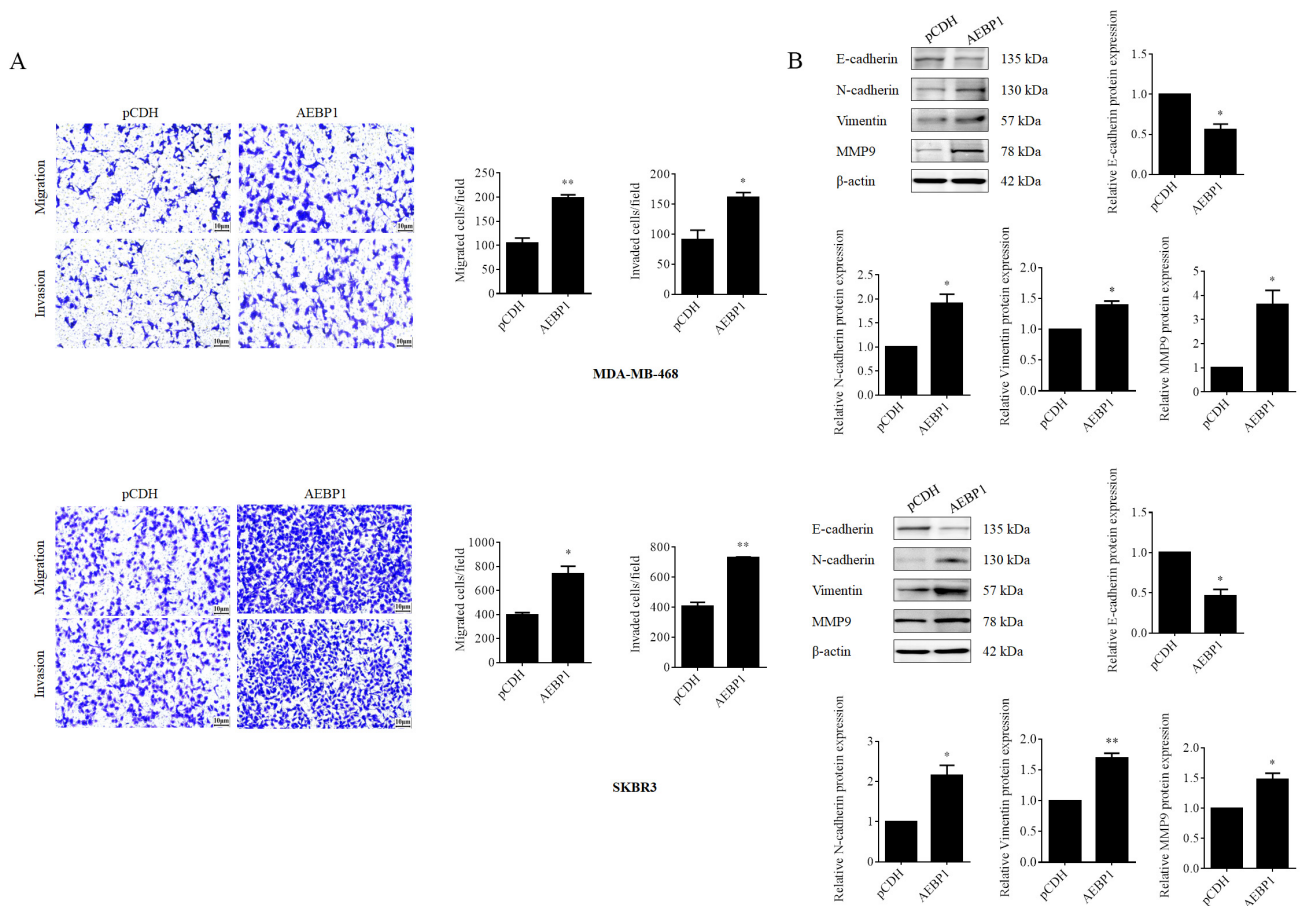 A
pCDH
AEBP1
Migration
Invasion
10μm
10μm
10μm
10μm
Migrated cells/field
250
200
150
100
50
0
**
pCDH
AEBP1
Invaded cells/field
200
150
100
50
0
*
pCDH
AEBP1
MDA-MB-468
pCDH
AEBP1
Migration
Invasion
10μm
10μm
10μm
10μm
Migrated cells/field
1000
800
600
400
200
0
*
pCDH
AEBP1
Invaded cells/field
800
600
400
200
0
**
pCDH
AEBP1
SKBR3
B
pCDH
AEBP1
E-cadherin 135 kDa
N-cadherin 130 kDa
Vimentin 57 kDa
MMP9 78 kDa
β-actin 42 kDa
Relative E-cadherin protein expression
1.5
1.0
0.5
0.0
*
pCDH
AEBP1
Relative N-cadherin protein expression
2.5
2.0
1.5
1.0
0.5
0.0
*
pCDH
AEBP1
Relative Vimentin protein expression
2.0
1.5
1.0
0.5
0.0
*
pCDH
AEBP1
Relative MMP9 protein expression
5
4
3
2
1
0
*
pCDH
AEBP1
pCDH
AEBP1
E-cadherin 135 kDa
N-cadherin 130 kDa
Vimentin 57 kDa
MMP9 78 kDa
β-actin 42 kDa
Relative E-cadherin protein expression
1.5
1.0
0.5
0.0
*
pCDH
AEBP1
Relative N-cadherin protein expression
3
2
1
0
*
pCDH
AEBP1
Relative Vimentin protein expression
2.0
1.5
1.0
0.5
0.0
**
pCDH
AEBP1
Relative MMP9 protein expression
2.0
1.5
1.0
0.5
0.0
*
pCDH
AEBP1